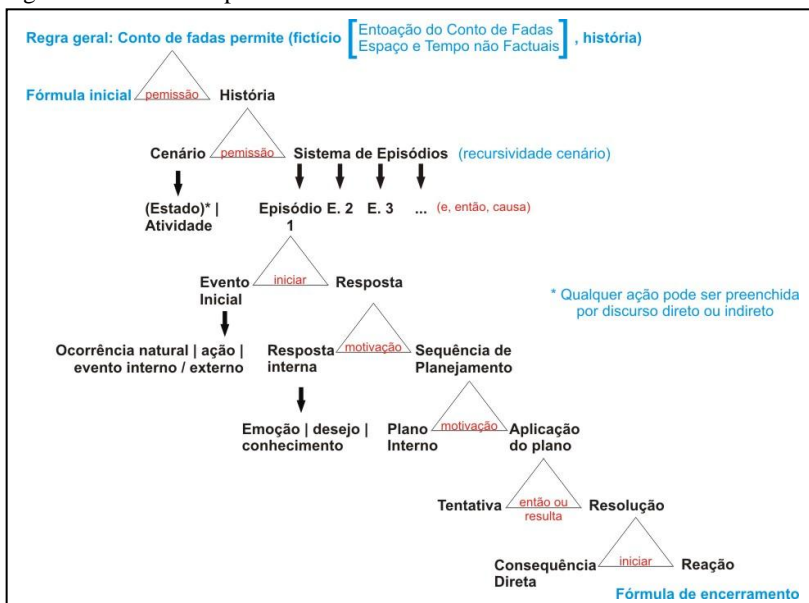 Regra geral: Conto de fadas permite (fictício [Entoação do Conto de Fadas
Espaço e Tempo não Factuais] , história)
Fórmula inicial pemissão História
Cenário pemissão Sistema de Episódios (recursividade cenário)
(Estado)* | Episódio E. 2 E. 3 ... (e, então, causa)
Atividade 1
Evento iniciar Resposta
Inicial
* Qualquer ação pode ser preenchida
por discurso direto ou indireto
Ocorrência natural | ação | Resposta motivação Sequência de
evento interno / externo interna Planejamento
Emoção | desejo | Plano motivação Aplicação
conhecimento Interno do plano
Tentativa então ou Resolução
resulta
Consequência iniciar Reação
Direta
Fórmula de encerramento